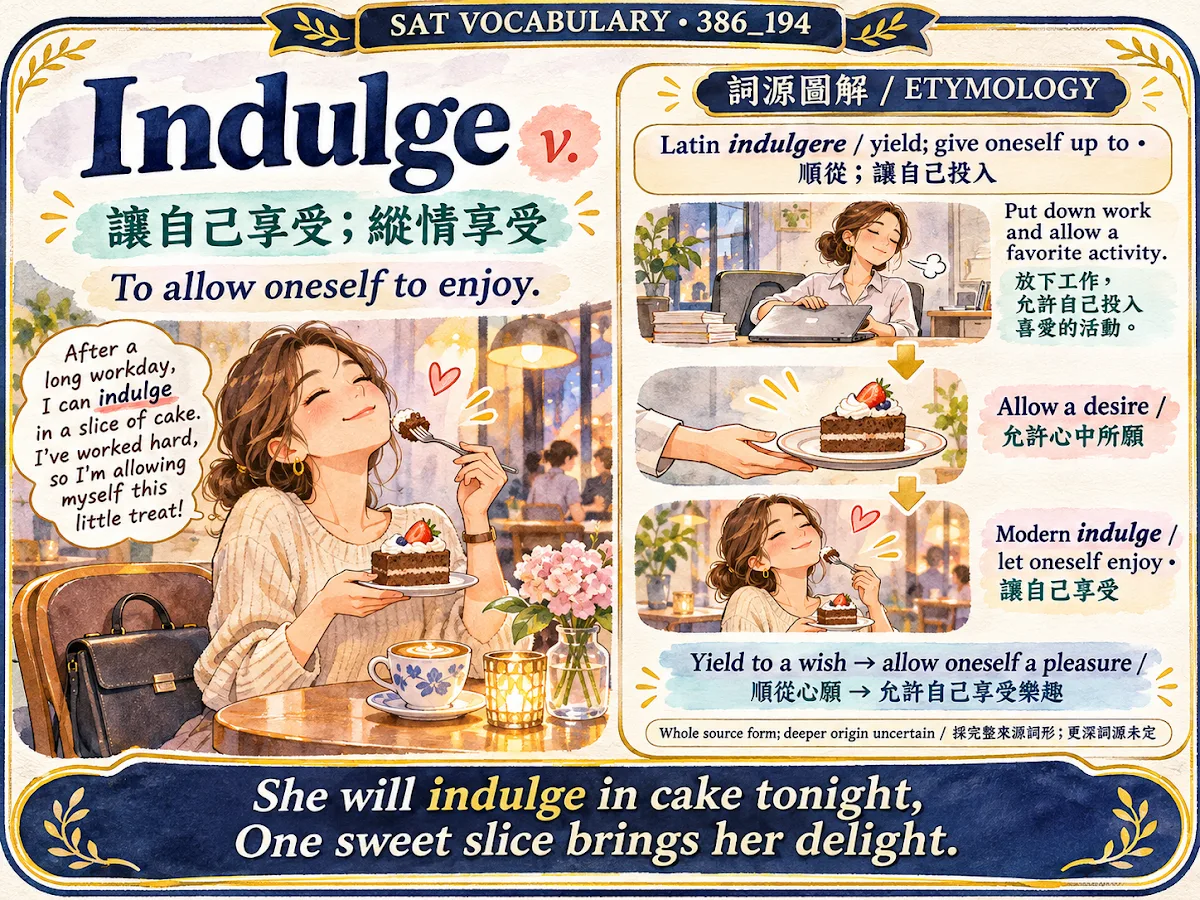 SAT VOCABULARY • 386_194
Indulge v.
讓自己享受；縱情享受
To allow oneself to enjoy.
After a
long workday,
I can indulge
in a slice of cake.
I've worked hard,
so I'm allowing
myself this
little treat!
詞源圖解 / ETYMOLOGY
Latin indulgere / yield; give oneself up to •
順從；讓自己投入
Put down work
and allow a
favorite activity.
放下工作，
允許自己投入
喜愛的活動。
Allow a desire /
允許心中所願
Modern indulge /
let oneself enjoy •
讓自己享受
Yield to a wish → allow oneself a pleasure /
順從心願 → 允許自己享受樂趣
Whole source form; deeper origin uncertain / 採完整來源詞形；更深詞源未定
She will indulge in cake tonight,
One sweet slice brings her delight.